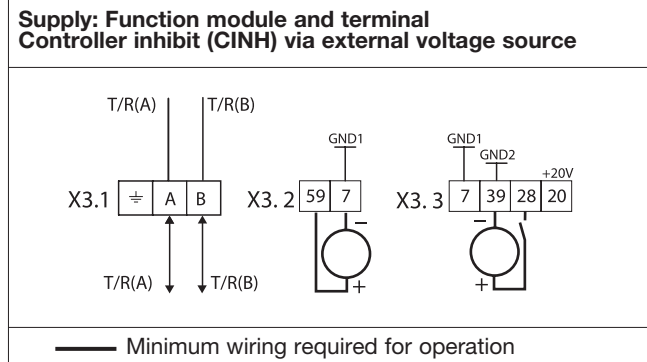 Supply: Function module and terminal
Controller inhibit (CINH) via external voltage source
T/R(A) T/R(B)
GND1
GND1
GND2
+20V
X3.1 ⏚ A B
X3. 2 59 7
X3. 3 7 39 28 20
T/R(A) T/R(B)
− +
− +
Minimum wiring required for operation